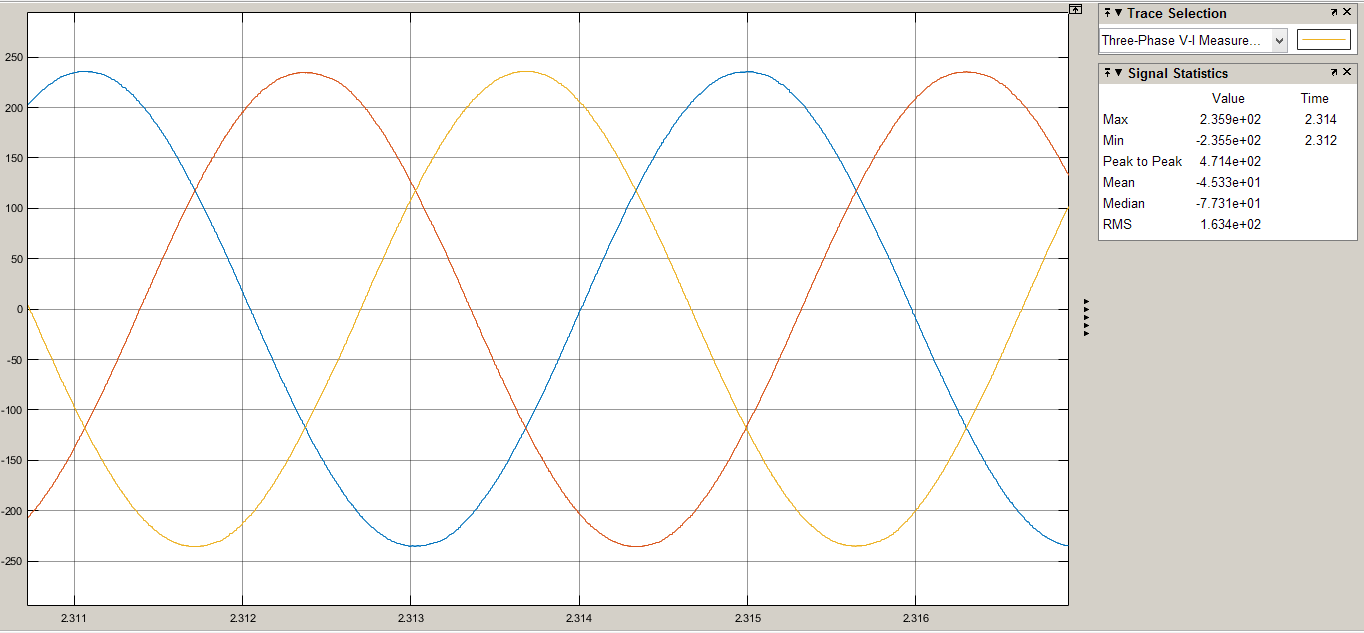 250
200
150
100
50
0
-50
-100
-150
-200
-250
2.311 2.312 2.313 2.314 2.315 2.316
Trace Selection
Three-Phase V-I Measure...
Signal Statistics
Value Time
Max 2.359e+02 2.314
Min -2.355e+02 2.312
Peak to Peak 4.714e+02
Mean -4.533e+01
Median -7.731e+01
RMS 1.634e+02